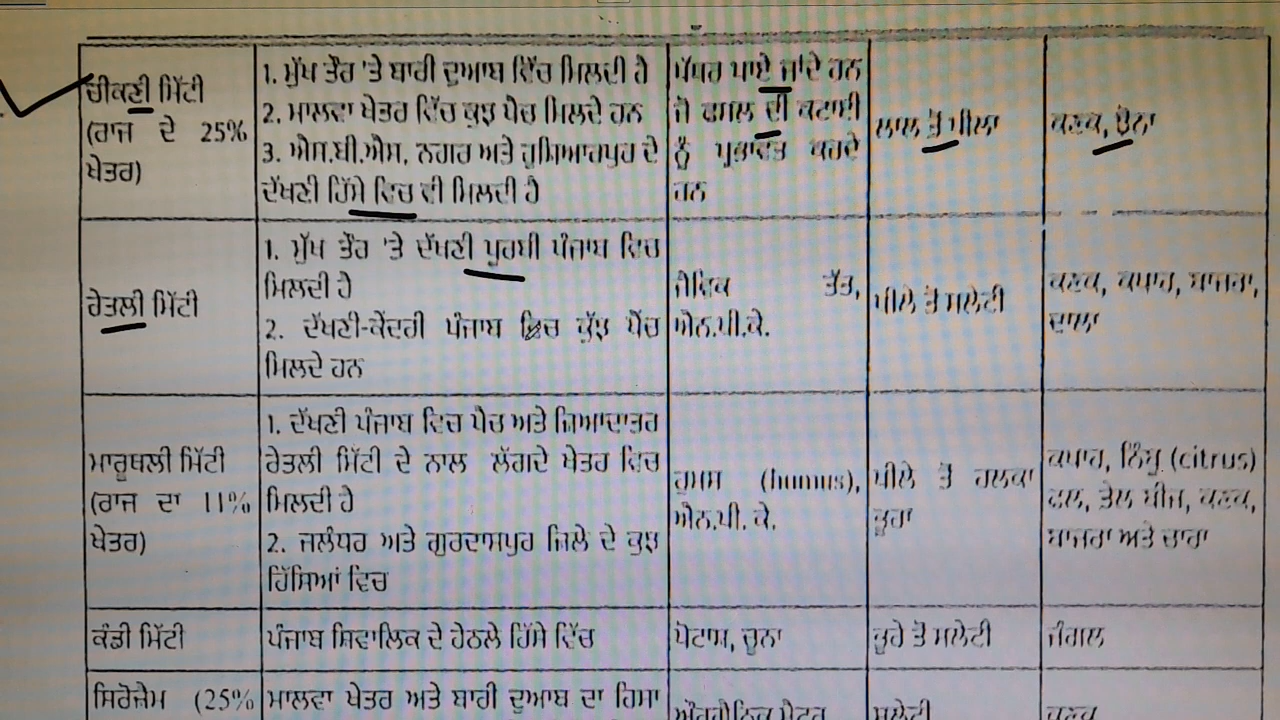 ਚੀਕਣੀ ਮਿੱਟੀ
(ਰਾਜ ਦੇ 25%
ਖੇਤਰ)
1. ਮੁੱਖ ਤੌਰ 'ਤੇ ਬਾਰੀ ਦੁਆਬ ਵਿੱਚ ਮਿਲਦੀ ਹੈ
2. ਮਾਲਵਾ ਖੇਤਰ ਵਿੱਚ ਕੁਝ ਪੈਚ ਮਿਲਦੇ ਹਨ
3. ਐਸ.ਬੀ.ਐਸ. ਨਗਰ ਅਤੇ ਹੁਸ਼ਿਆਰਪੁਰ ਦੇ
ਦੱਖਣੀ ਹਿੱਸੇ ਵਿਚ ਵੀ ਮਿਲਦੀ ਹੈ
ਪੱਥਰ ਪਾਏ ਜਾਂਦੇ ਹਨ
ਜੋ ਫਸਲ ਦੀ ਕਟਾਈ
ਨੂੰ ਪ੍ਰਭਾਵਿਤ ਕਰਦੇ
ਹਨ
ਲਾਲ ਤੋਂ ਪੀਲਾ
ਕਣਕ,
ਰੇਤਲੀ ਮਿੱਟੀ
1. ਮੁੱਖ ਤੌਰ 'ਤੇ ਦੱਖਣੀ ਪੂਰਬੀ ਪੰਜਾਬ ਵਿਚ
ਮਿਲਦੀ ਹੈ
2. ਦੱਖਣੀ-ਕੇਂਦਰੀ ਪੰਜਾਬ ਵਿਚ ਕੁੱਝ ਪੈਚ
ਮਿਲਦੇ ਹਨ
ਜੈਵਿਕ ਤੱਤ,
ਐਨ.ਪੀ.ਕੇ.
ਪੀਲੇ ਤੋਂ ਸਲੇਟੀ
ਕਣਕ, ਕਪਾਹ, ਬਾਜਰਾ,
ਦਾਲਾਂ
ਮਾਰੂਥਲੀ ਮਿੱਟੀ
(ਰਾਜ ਦਾ 11%
ਖੇਤਰ)
1. ਦੱਖਣੀ ਪੰਜਾਬ ਵਿਚ ਪੈਚ ਅਤੇ ਜ਼ਿਆਦਾਤਰ
ਰੇਤਲੀ ਮਿੱਟੀ ਦੇ ਨਾਲ ਲੱਗਦੇ ਖੇਤਰ ਵਿਚ
ਮਿਲਦੀ ਹੈ
2. ਜਲੰਧਰ ਅਤੇ ਗੁਰਦਾਸਪੁਰ ਜ਼ਿਲੇ ਦੇ ਕੁਝ
ਹਿੱਸਿਆਂ ਵਿਚ
ਹੁਮਸ (humus),
ਐਨ.ਪੀ. ਕੇ.
ਪੀਲੇ ਤੋਂ ਹਲਕਾ
ਭੂਰਾ
ਕਪਾਹ, ਨਿੰਬੂ (citrus)
ਫਲ, ਤੇਲ ਬੀਜ, ਕਣਕ,
ਬਾਜਰਾ ਅਤੇ ਚਾਰਾ
ਕੰਡੀ ਮਿੱਟੀ
ਪੰਜਾਬ ਸ਼ਿਵਾਲਿਕ ਦੇ ਹੇਠਲੇ ਹਿੱਸੇ ਵਿੱਚ
ਪੋਟਾਸ਼, ਚੂਨਾ
ਭੂਰੇ ਤੋਂ ਸਲੇਟੀ
ਜੰਗਲ
ਸਿਰੋਜ਼ੇਮ (25%
ਮਾਲਵਾ ਖੇਤਰ ਅਤੇ ਬਾਰੀ ਦੁਆਬ ਦਾ ਹਿਸਾ
ਔਰਗੈਨਿਕ ਮੈਟਰ
ਸਲੇਟੀ
ਕਣਕ